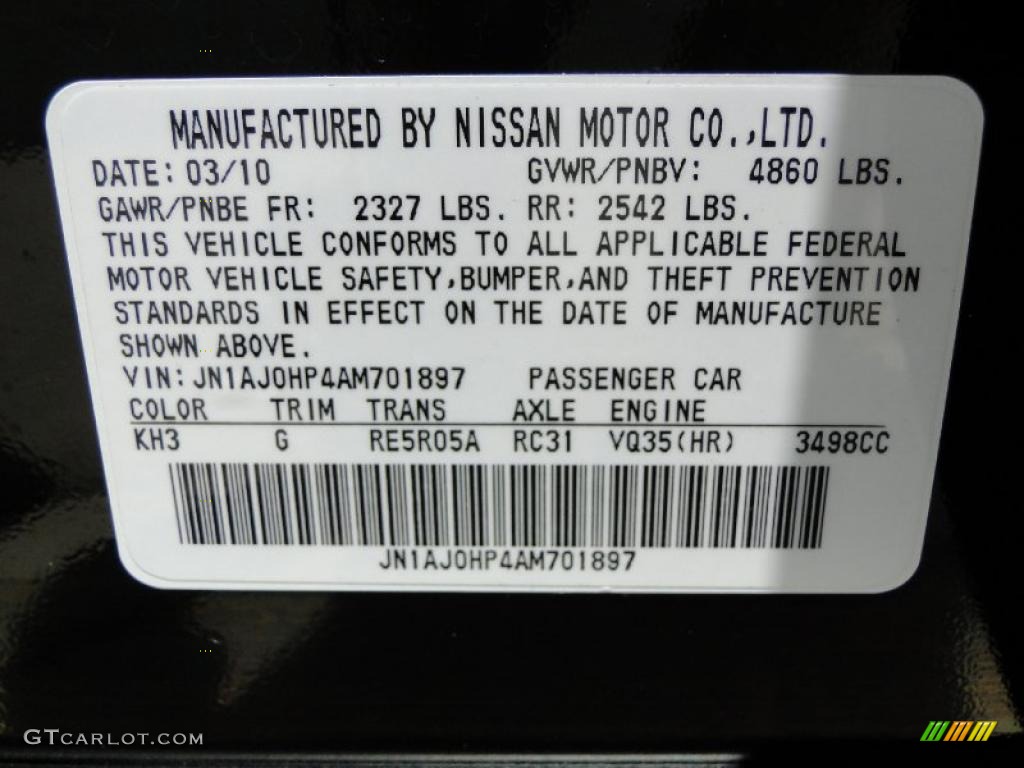 MANUFACTURED BY NISSAN MOTOR CO.,LTD.
DATE: 03/10 GVWR/PNBV: 4860 LBS.
GAWR/PNBE FR: 2327 LBS. RR: 2542 LBS.
THIS VEHICLE CONFORMS TO ALL APPLICABLE FEDERAL
MOTOR VEHICLE SAFETY,BUMPER,AND THEFT PREVENTION
STANDARDS IN EFFECT ON THE DATE OF MANUFACTURE
SHOWN ABOVE.
VIN:JN1AJ0HP4AM701897 PASSENGER CAR
COLOR TRIM TRANS AXLE ENGINE
KH3 G RE5R05A RC31 VQ35(HR) 3498CC
JN1AJ0HP4AM701897
GTCARLOT.COM